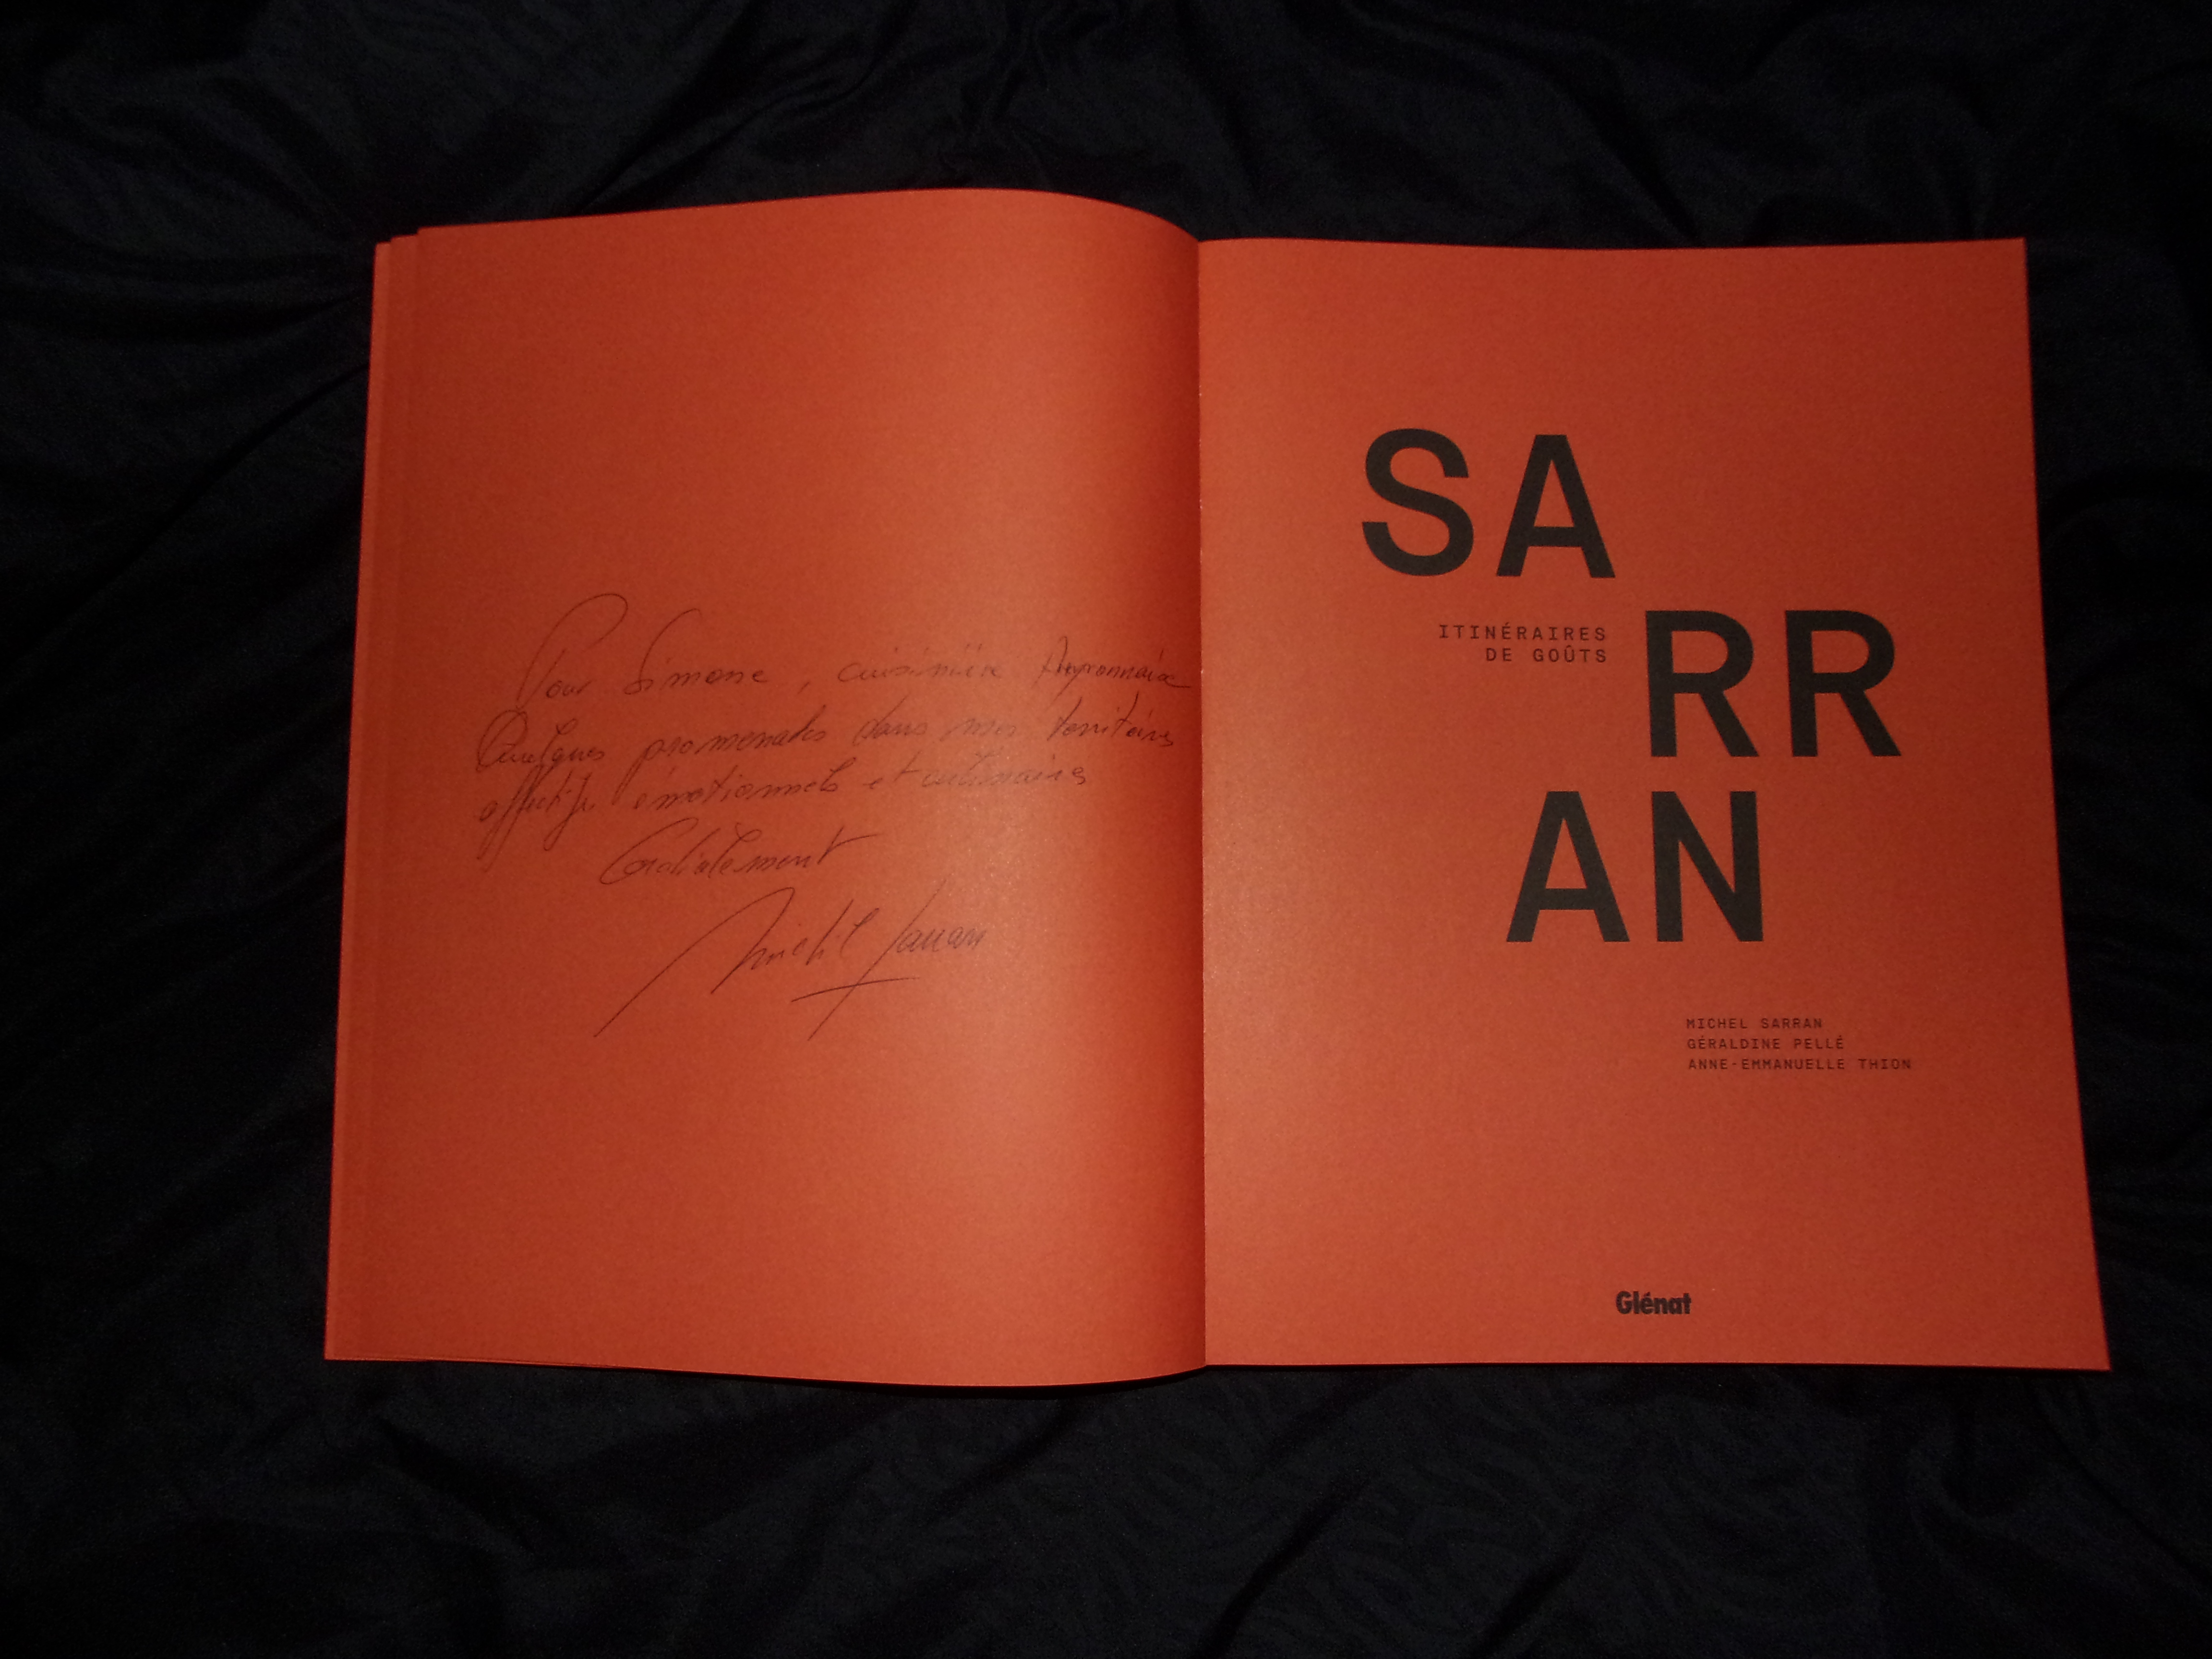 Pour Simone, cuisinière
Quelques promenades dans mes territoires
affectifs émotionnels et culinaires
Cordialement
Michel Sarran
SA
ITINÉRAIRES
DE GOÛTS
RR
AN
MICHEL SARRAN
GÉRALDINE PELLÉ
ANNE-EMMANUELLE THION
Glénat